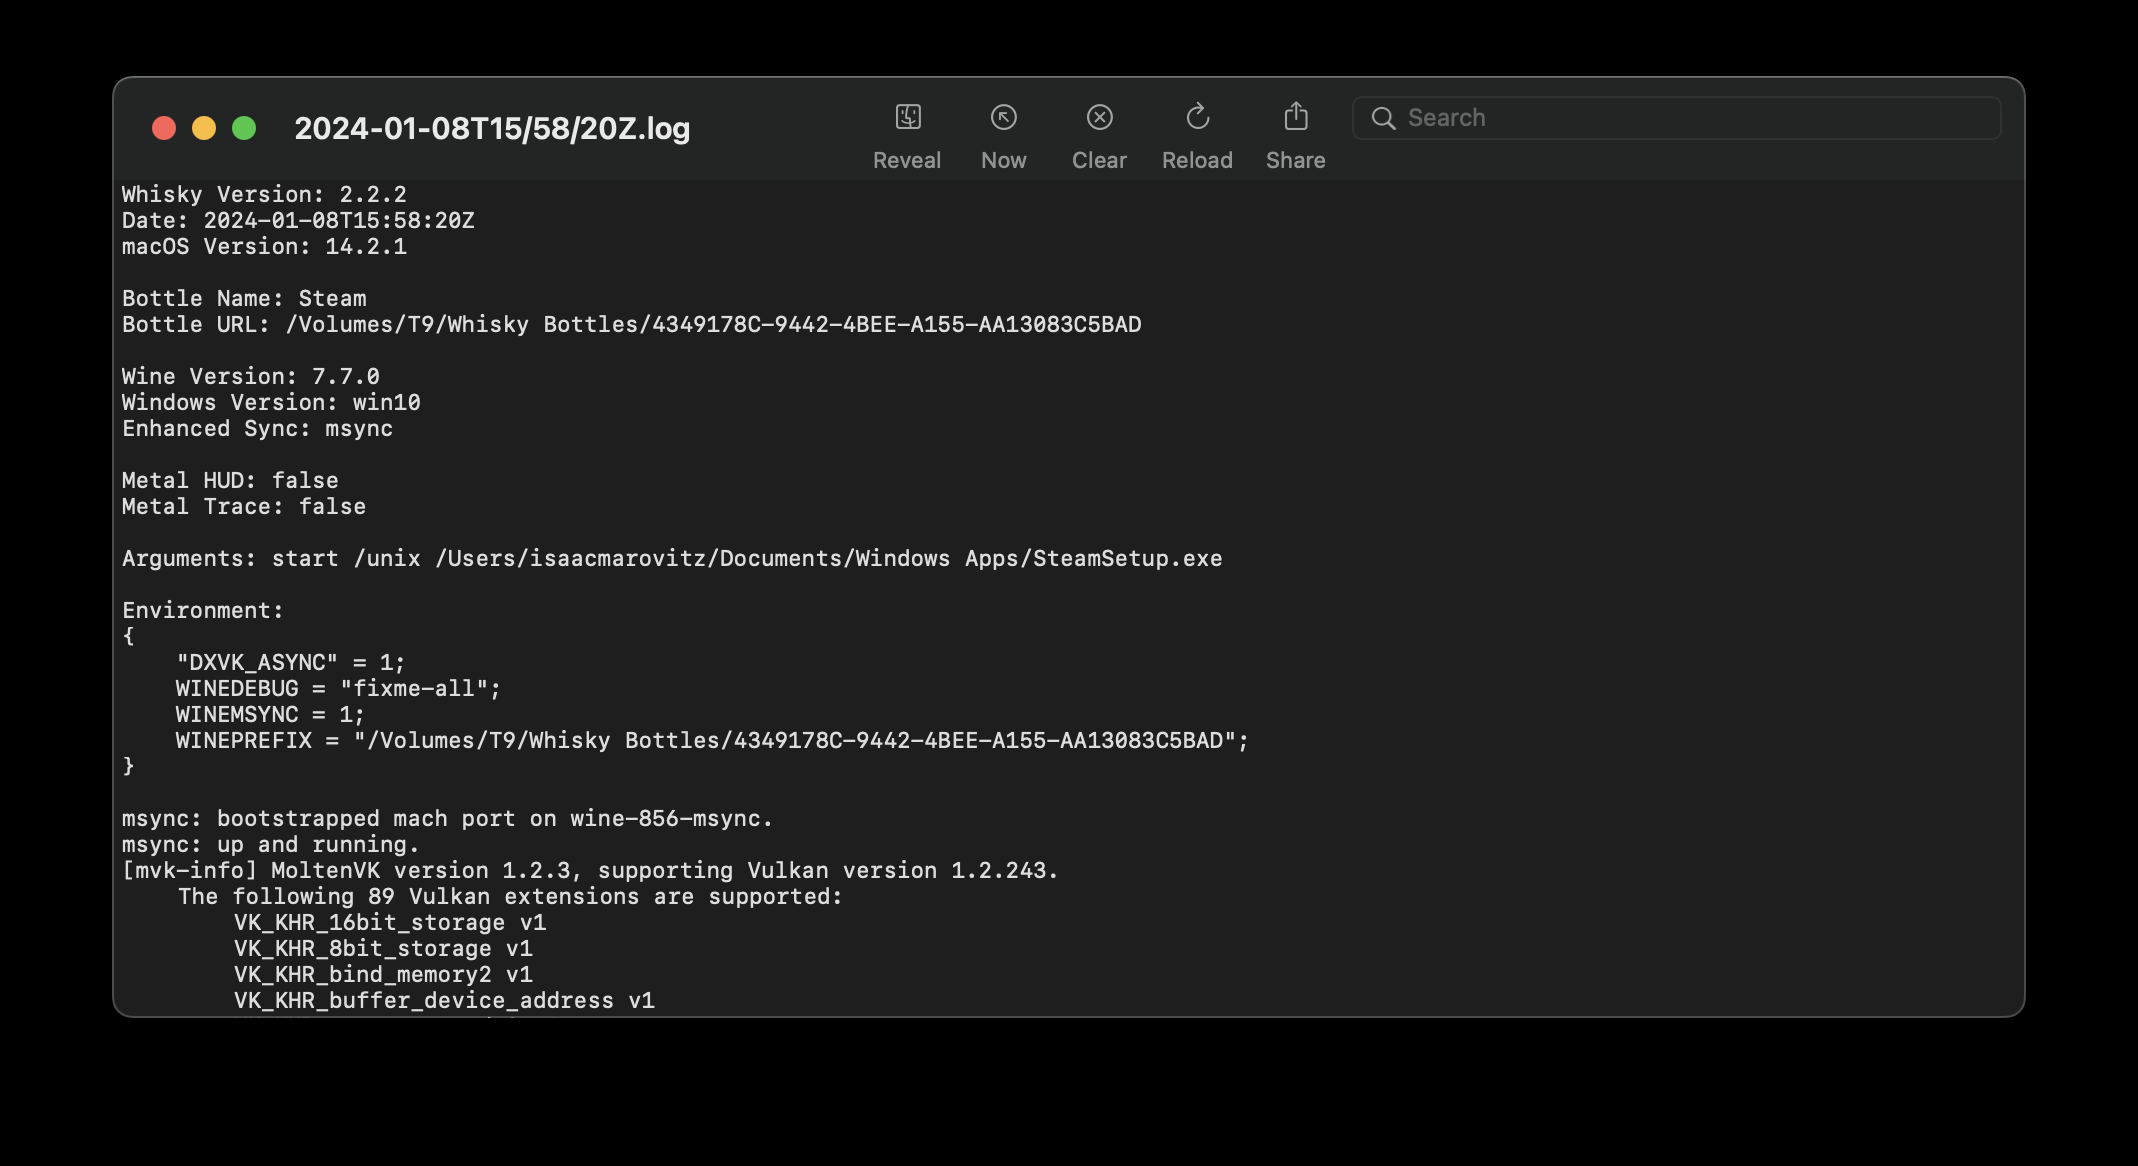 2024-01-08T15/58/20Z.log
Reveal
Now
Clear
Reload
Share
Search
Whisky Version: 2.2.2
Date: 2024-01-08T15:58:20Z
macOS Version: 14.2.1
Bottle Name: Steam
Bottle URL: /Volumes/T9/Whisky Bottles/4349178C-9442-4BEE-A155-AA13083C5BAD
Wine Version: 7.7.0
Windows Version: win10
Enhanced Sync: msync
Metal HUD: false
Metal Trace: false
Arguments: start /unix /Users/isaacmarovitz/Documents/Windows Apps/SteamSetup.exe
Environment:
{
    "DXVK_ASYNC" = 1;
    WINEDEBUG = "fixme-all";
    WINEMSYNC = 1;
    WINEPREFIX = "/Volumes/T9/Whisky Bottles/4349178C-9442-4BEE-A155-AA13083C5BAD";
}
msync: bootstrapped mach port on wine-856-msync.
msync: up and running.
[mvk-info] MoltenVK version 1.2.3, supporting Vulkan version 1.2.243.
    The following 89 Vulkan extensions are supported:
        VK_KHR_16bit_storage v1
        VK_KHR_8bit_storage v1
        VK_KHR_bind_memory2 v1
        VK_KHR_buffer_device_address v1